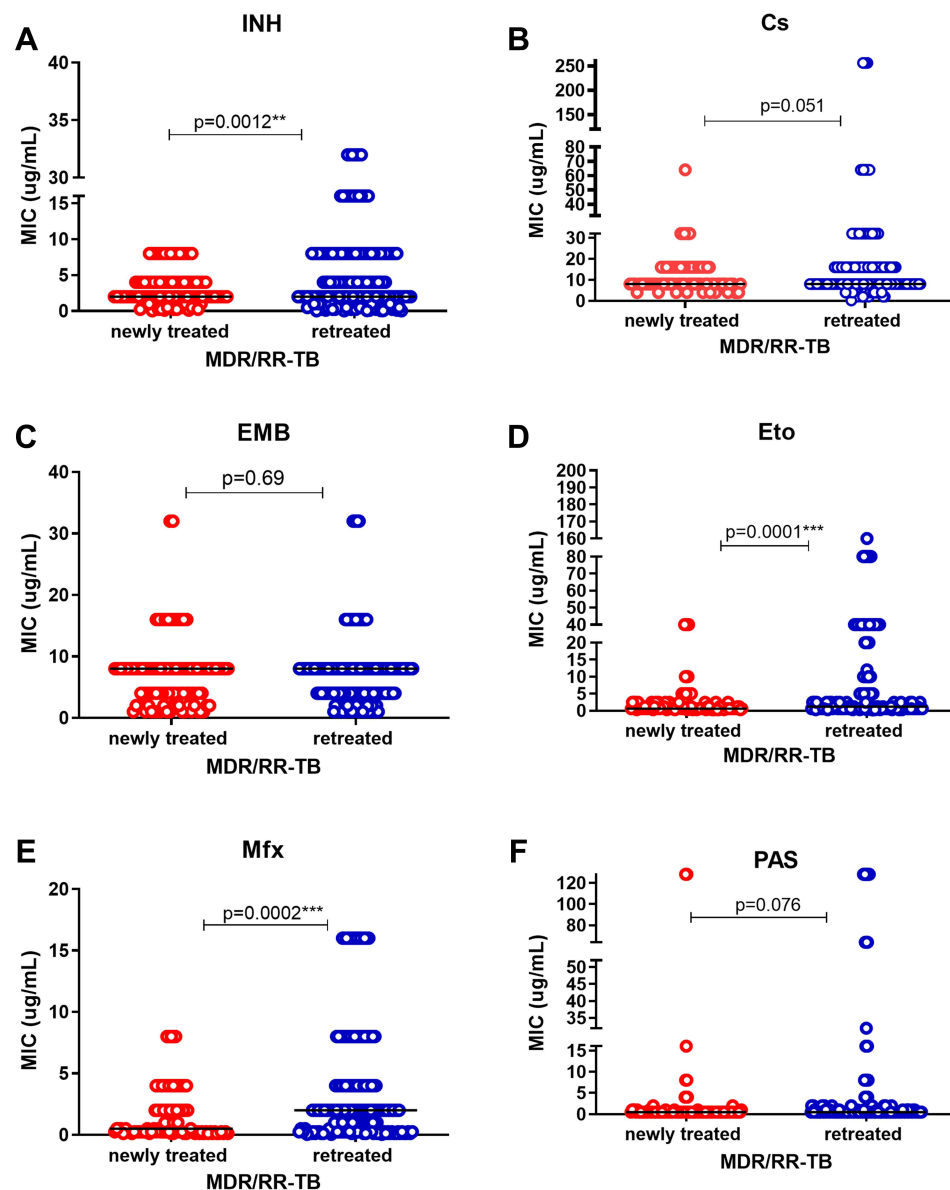 A
INH
MIC (ug/mL)
40
35
30
15
10
5
0
p=0.0012**
newly treated
retreated
MDR/RR-TB
B
Cs
MIC (ug/mL)
250
200
150
80
70
60
50
40
30
20
10
0
p=0.051
newly treated
retreated
MDR/RR-TB
C
EMB
MIC (ug/mL)
40
30
20
10
0
p=0.69
newly treated
retreated
MDR/RR-TB
D
Eto
MIC (ug/mL)
200
190
180
170
160
80
70
60
50
40
20
15
10
5
0
p=0.0001***
newly treated
retreated
MDR/RR-TB
E
Mfx
MIC (ug/mL)
20
15
10
5
0
p=0.0002***
newly treated
retreated
MDR/RR-TB
F
PAS
MIC (ug/mL)
120
100
80
50
45
40
35
15
10
5
0
p=0.076
newly treated
retreated
MDR/RR-TB